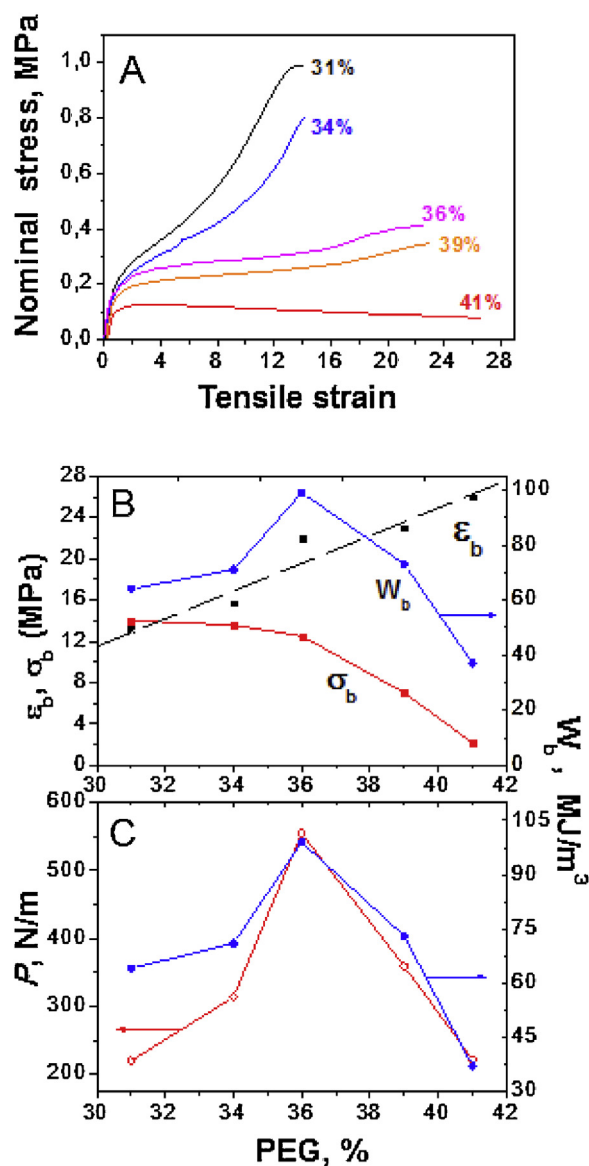 A
Nominal stress, MPa
1,0
0,8
0,6
0,4
0,2
0,0
31%
34%
36%
39%
41%
0 4 8 12 16 20 24 28
Tensile strain
B
εb, σb (MPa)
28
24
20
16
12
8
4
0
εb
Wb
σb
100
80
60
40
20
0
Wb, MJ/m³
30 32 34 36 38 40 42
C
P, N/m
600
500
400
300
200
105
90
75
60
45
30
30 32 34 36 38 40 42
PEG, %